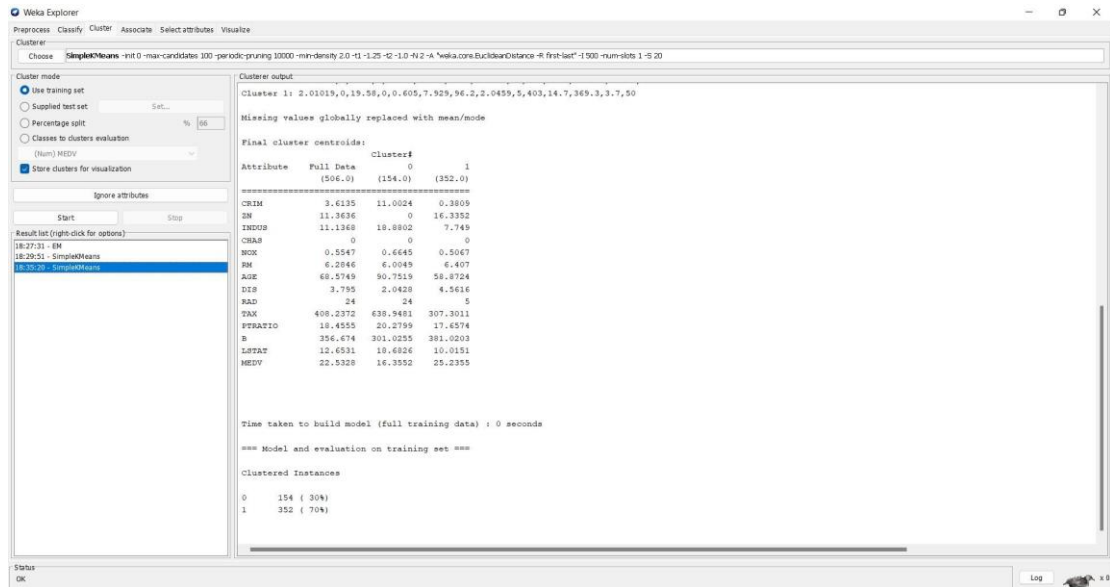 Weka Explorer
Preprocess Classify Cluster Associate Select attributes Visualize
Clusterer
Choose SimpleKMeans -init 0 -max-candidates 100 -periodic-pruning 10000 -min-density 2.0 -t1 -1.25 -t2 -1.0 -N 2 -A "weka.core.EuclideanDistance -R first-last" -I 500 -num-slots 1 -S 20
Cluster mode
Use training set
Supplied test set Set...
Percentage split % 66
Classes to clusters evaluation
(Num) MEDV
Store clusters for visualization
Ignore attributes
Start Stop
Result list (right-click for options)
18:27:31 - EM
18:29:51 - SimpleKMeans
18:35:20 - SimpleKMeans
Clusterer output
Cluster 1: 2.01019,0,19.58,0,0.605,7.929,96.2,2.0459,5,403,14.7,369.3,3.7,50
Missing values globally replaced with mean/mode
Final cluster centroids:
Cluster#
Attribute Full Data 0 1
(506.0) (154.0) (352.0)
==========================================
CRIM 3.6135 11.0024 0.3809
ZN 11.3636 0 16.3352
INDUS 11.1368 18.8802 7.749
CHAS 0 0 0
NOX 0.5547 0.6645 0.5067
RM 6.2846 6.0049 6.407
AGE 68.5749 90.7519 58.8724
DIS 3.795 2.0428 4.5616
RAD 24 24 5
TAX 408.2372 638.9481 307.3011
PTRATIO 18.4555 20.2799 17.6574
B 356.674 301.0255 381.0203
LSTAT 12.6531 18.6826 10.0151
MEDV 22.5328 16.3552 25.2355
Time taken to build model (full training data) : 0 seconds
=== Model and evaluation on training set ===
Clustered Instances
0 154 ( 30%)
1 352 ( 70%)
Status
OK
Log
x 0